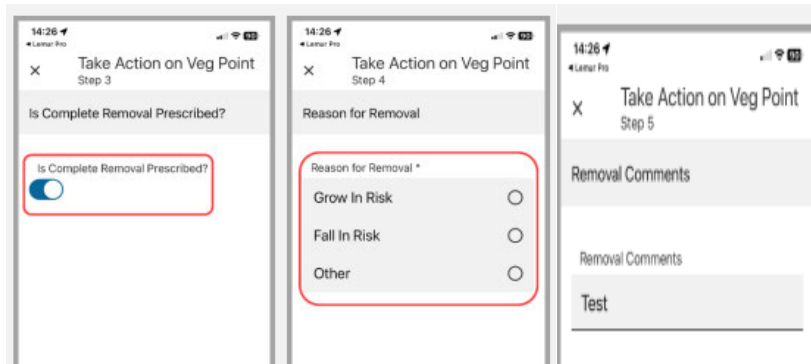 14:26
90
◀Lemur Pro
×
Take Action on Veg Point
Step 3
Is Complete Removal Prescribed?
Is Complete Removal Prescribed?
14:26
90
◀Lemur Pro
×
Take Action on Veg Point
Step 4
Reason for Removal
Reason for Removal *
Grow In Risk
Fall In Risk
Other
14:26
90
◀Lemur Pro
×
Take Action on Veg Point
Step 5
Removal Comments
Removal Comments
Test